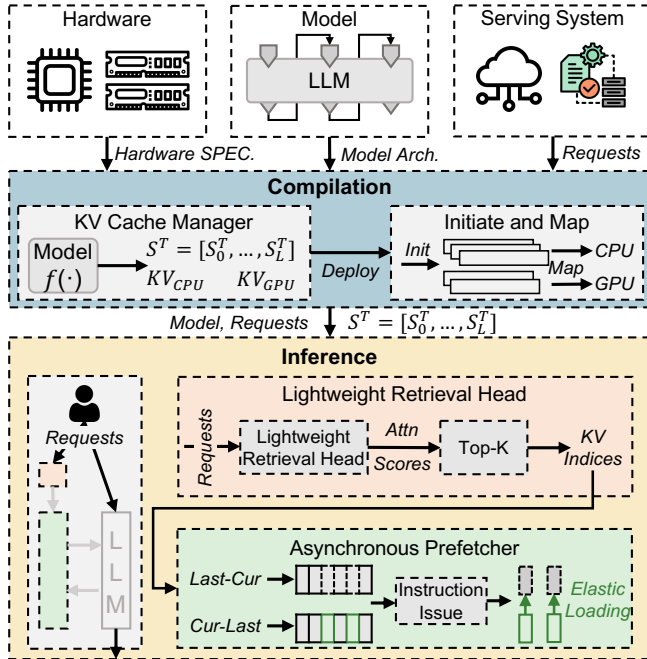 Hardware
Model
Serving System
LLM
Hardware SPEC.
Model Arch.
Requests
Compilation
KV Cache Manager
Model
f(·)
S^T = [S_0^T, ..., S_L^T]
KV_CPU KV_GPU
Deploy
Initiate and Map
Init
Map
CPU
GPU
Model, Requests
S^T = [S_0^T, ..., S_L^T]
Inference
Requests
L
L
M
Lightweight Retrieval Head
Requests
Lightweight
Retrieval Head
Attn
Scores
Top-K
KV
Indices
Asynchronous Prefetcher
Last-Cur
Cur-Last
Instruction
Issue
Elastic
Loading